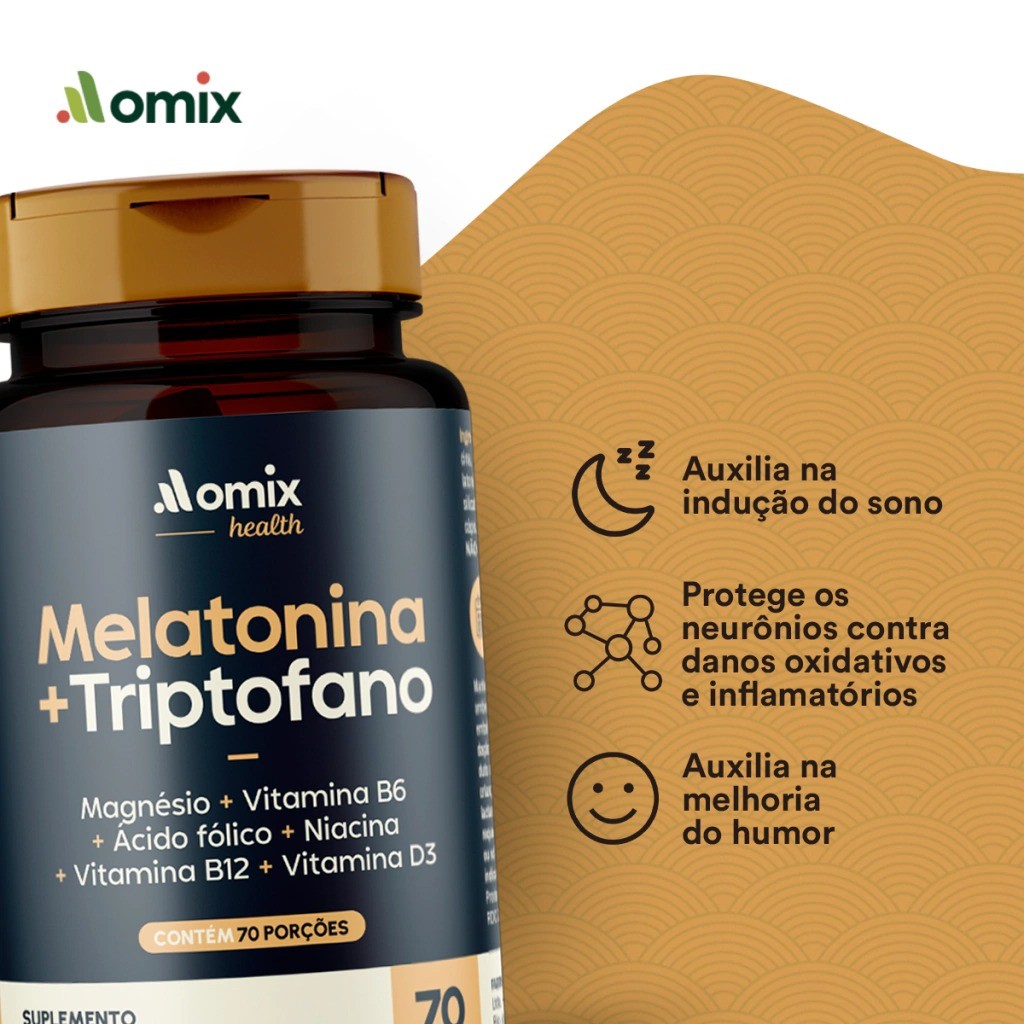 omix
omix
health
Melatonina
+Triptofano
Magnésio + Vitamina B6
+ Ácido fólico + Niacina
+ Vitamina B12 + Vitamina D3
CONTÉM 70 PORÇÕES
SUPLEMENTO
70
Auxilia na
indução do sono
Protege os
neurônios contra
danos oxidativos
e inflamatórios
Auxilia na
melhoria
do humor